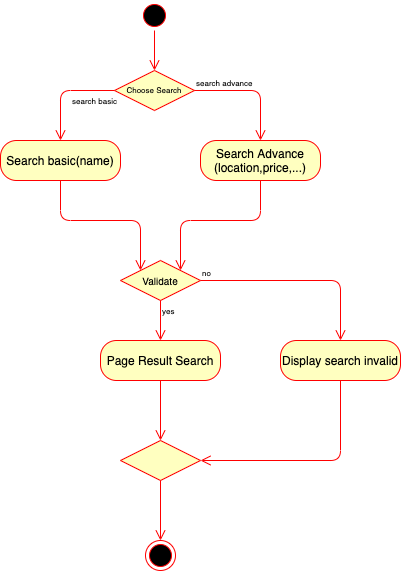 Choose Search
search advance
search basic
Search basic(name)
Search Advance
(location,price,...)
Validate
no
yes
Page Result Search
Display search invalid